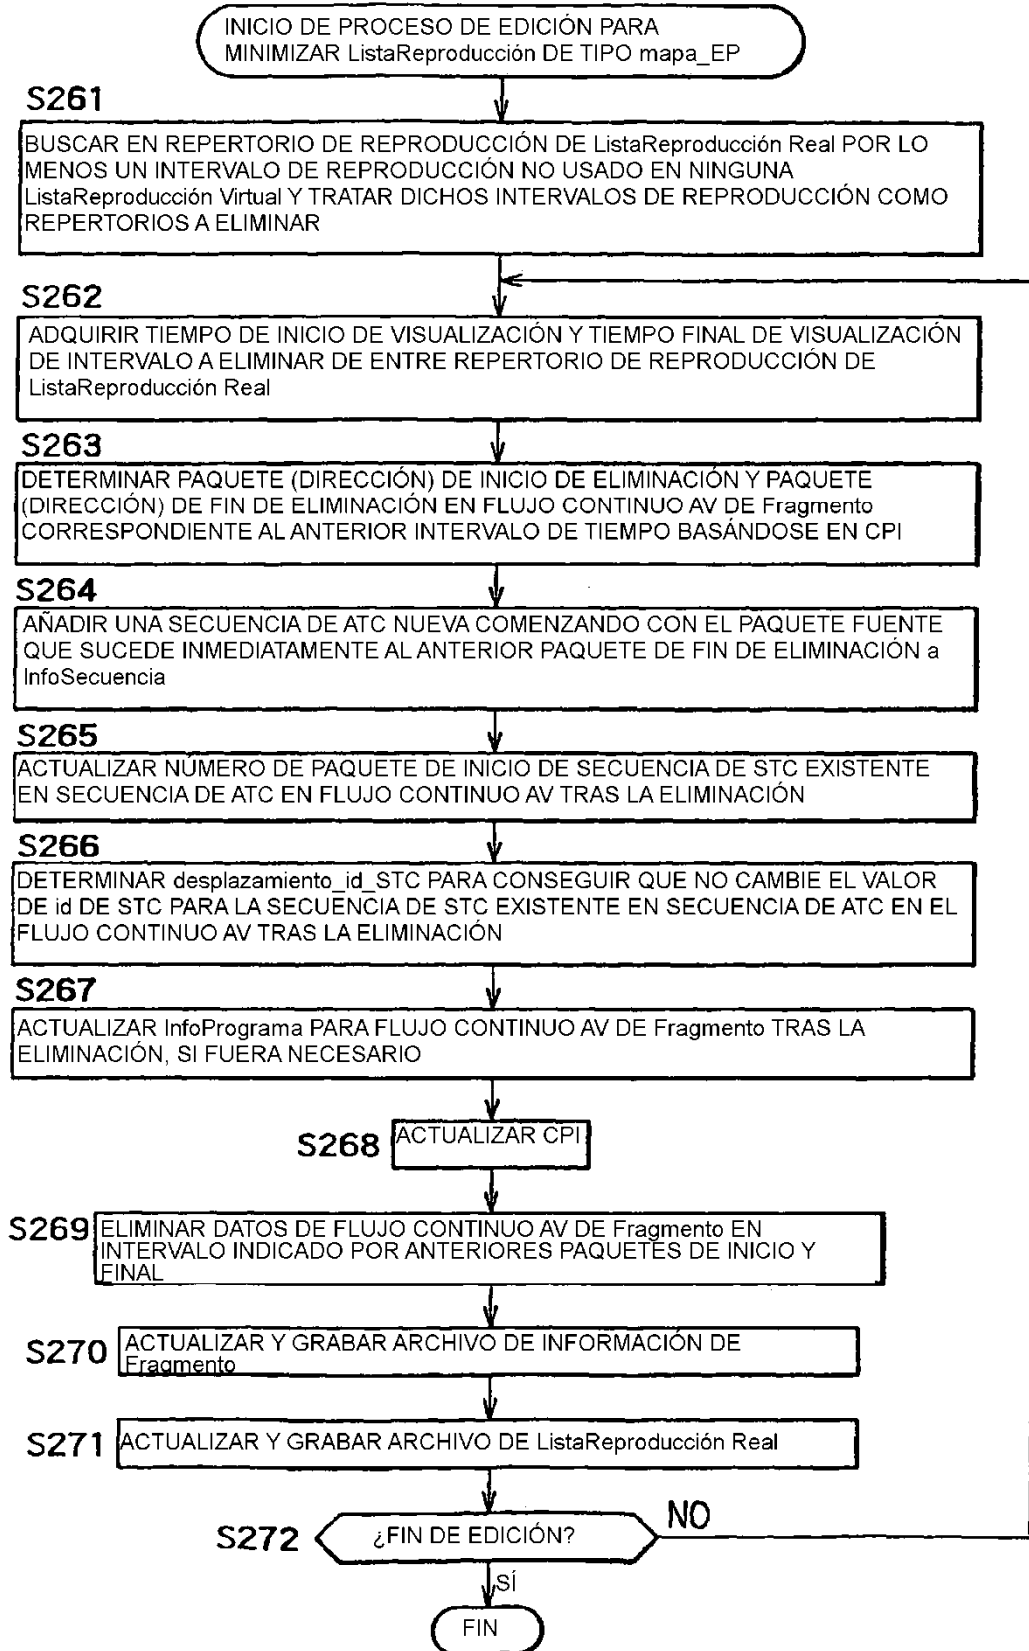 INICIO DE PROCESO DE EDICIÓN PARA
MINIMIZAR ListaReproducción DE TIPO mapa_EP
S261
BUSCAR EN REPERTORIO DE REPRODUCCIÓN DE ListaReproducción Real POR LO
MENOS UN INTERVALO DE REPRODUCCIÓN NO USADO EN NINGUNA
ListaReproducción Virtual Y TRATAR DICHOS INTERVALOS DE REPRODUCCIÓN COMO
REPERTORIOS A ELIMINAR
S262
ADQUIRIR TIEMPO DE INICIO DE VISUALIZACIÓN Y TIEMPO FINAL DE VISUALIZACIÓN
DE INTERVALO A ELIMINAR DE ENTRE REPERTORIO DE REPRODUCCIÓN DE
ListaReproducción Real
S263
DETERMINAR PAQUETE (DIRECCIÓN) DE INICIO DE ELIMINACIÓN Y PAQUETE
(DIRECCIÓN) DE FIN DE ELIMINACIÓN EN FLUJO CONTINUO AV DE Fragmento
CORRESPONDIENTE AL ANTERIOR INTERVALO DE TIEMPO BASÁNDOSE EN CPI
S264
AÑADIR UNA SECUENCIA DE ATC NUEVA COMENZANDO CON EL PAQUETE FUENTE
QUE SUCEDE INMEDIATAMENTE AL ANTERIOR PAQUETE DE FIN DE ELIMINACIÓN a
InfoSecuencia
S265
ACTUALIZAR NÚMERO DE PAQUETE DE INICIO DE SECUENCIA DE STC EXISTENTE
EN SECUENCIA DE ATC EN FLUJO CONTINUO AV TRAS LA ELIMINACIÓN
S266
DETERMINAR desplazamiento_id_STC PARA CONSEGUIR QUE NO CAMBIE EL VALOR
DE id DE STC PARA LA SECUENCIA DE STC EXISTENTE EN SECUENCIA DE ATC EN EL
FLUJO CONTINUO AV TRAS LA ELIMINACIÓN
S267
ACTUALIZAR InfoPrograma PARA FLUJO CONTINUO AV DE Fragmento TRAS LA
ELIMINACIÓN, SI FUERA NECESARIO
S268
ACTUALIZAR CPI
S269
ELIMINAR DATOS DE FLUJO CONTINUO AV DE Fragmento EN
INTERVALO INDICADO POR ANTERIORES PAQUETES DE INICIO Y
FINAL
S270
ACTUALIZAR Y GRABAR ARCHIVO DE INFORMACIÓN DE
Fragmento
S271
ACTUALIZAR Y GRABAR ARCHIVO DE ListaReproducción Real
S272
¿FIN DE EDICIÓN?
NO
SÍ
FIN